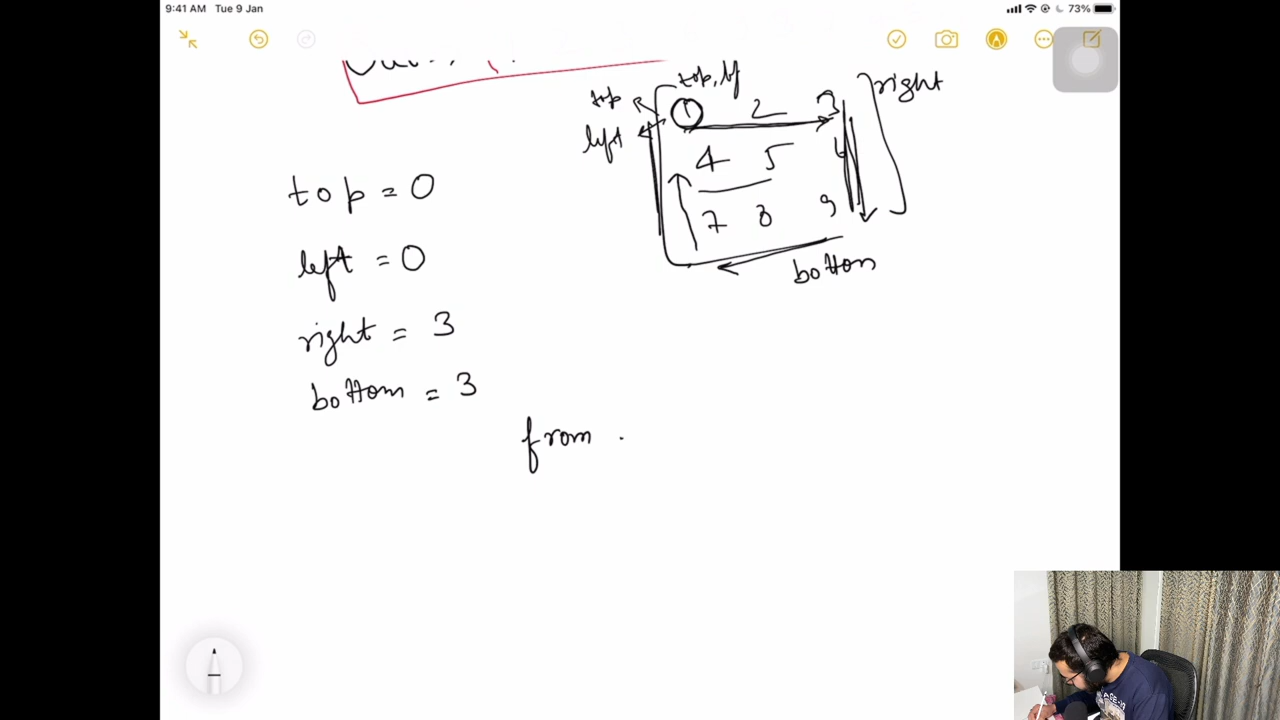 9:41 AM Tue 9 Jan
73%
top, lf
right
top
left
1 2 3
4 5 6
7 8 9
bottom
top = 0
left = 0
right = 3
bottom = 3
from .